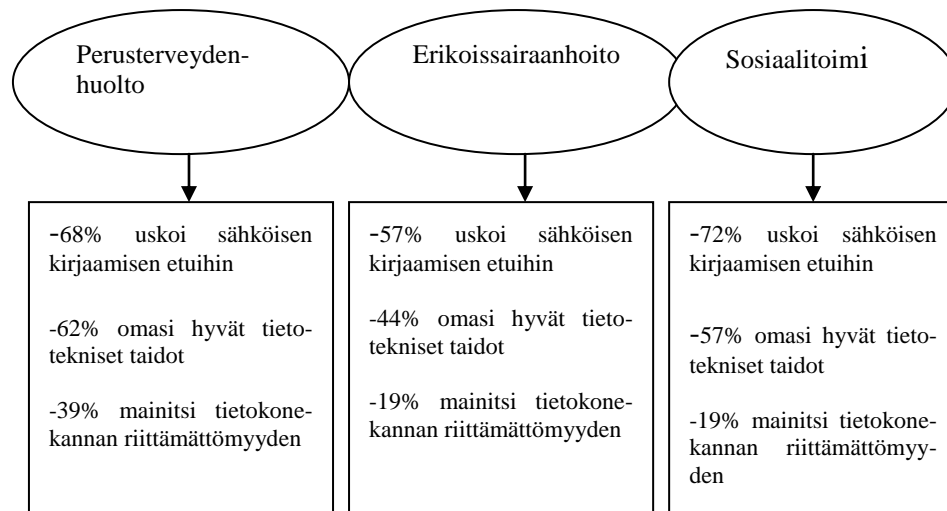 Perusterveyden-
huolto
Erikoissairaanhoito
Sosiaalitoimi
-68% uskoi sähköisen
kirjaamisen etuihin
-62% omasi hyvät tieto-
tekniset taidot
-39% mainitsi tietokone-
kannan riittämättömyyden
-57% uskoi sähköisen
kirjaamisen etuihin
-44% omasi hyvät tieto-
tekniset taidot
-19% mainitsi tietokone-
kannan riittämättömyyden
-72% uskoi sähköisen
kirjaamisen etuihin
-57% omasi hyvät tieto-
tekniset taidot
-19% mainitsi tietokone-
kannan riittämättömyy-
den